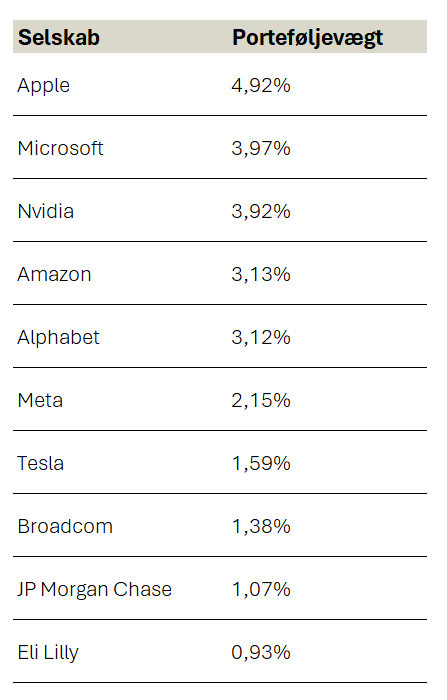 Selskab Porteføljevægt
Apple 4,92%
Microsoft 3,97%
Nvidia 3,92%
Amazon 3,13%
Alphabet 3,12%
Meta 2,15%
Tesla 1,59%
Broadcom 1,38%
JP Morgan Chase 1,07%
Eli Lilly 0,93%